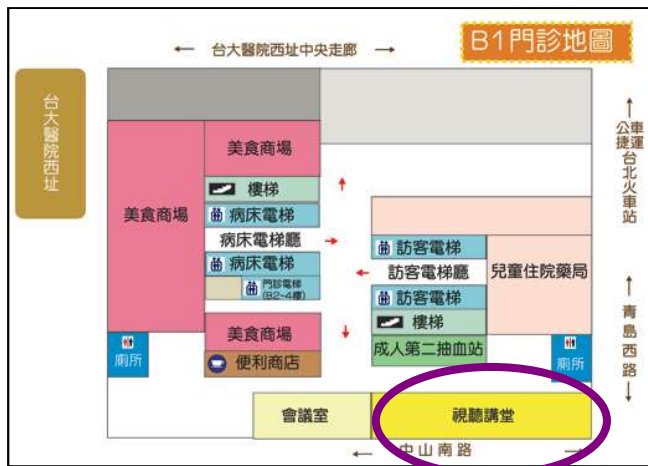 B1門診地圖
← 台大醫院西址中央走廊 →
台大醫院西址
美食商場
樓梯
病床電梯
病床電梯廳
病床電梯
門診電梯
(B2~4樓)
美食商場
美食商場
便利商店
廁所
訪客電梯
訪客電梯廳
訪客電梯
樓梯
成人第二抽血站
兒童住院藥局
廁所
會議室
視聽講堂
← 中山南路 →
↑
公車
捷運
台北火車站
↑
青島西路
↓